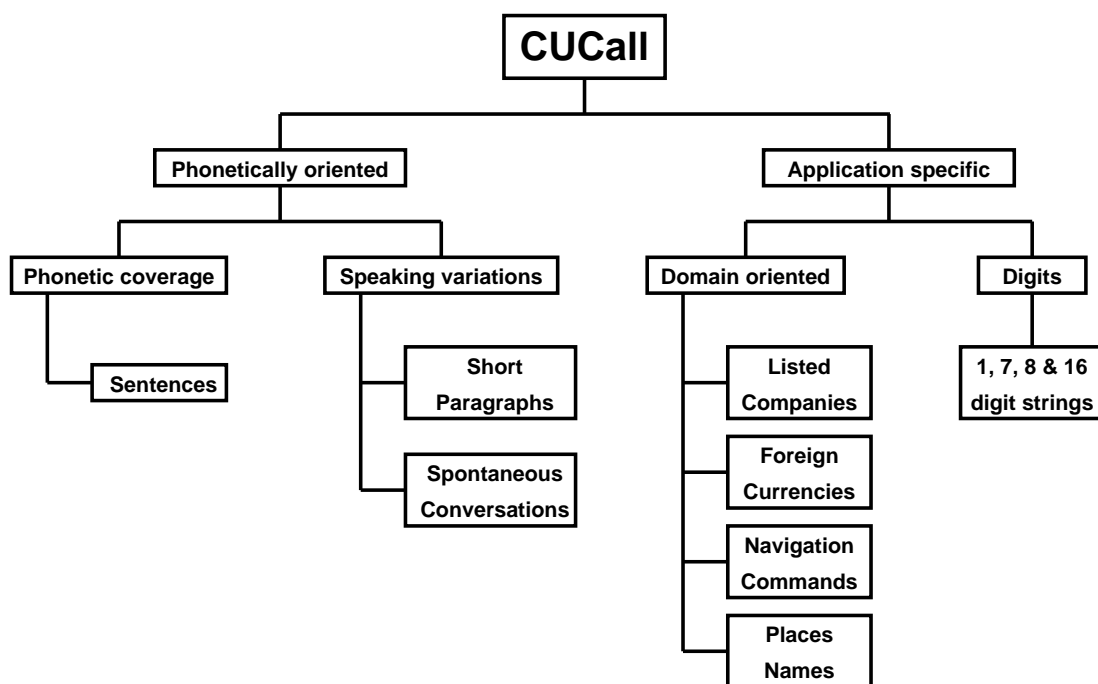 CUCall
Phonetically oriented
Application specific
Phonetic coverage
Speaking variations
Domain oriented
Digits
Sentences
Short
Paragraphs
Spontaneous
Conversations
Listed
Companies
Foreign
Currencies
Navigation
Commands
Places
Names
1, 7, 8 & 16
digit strings